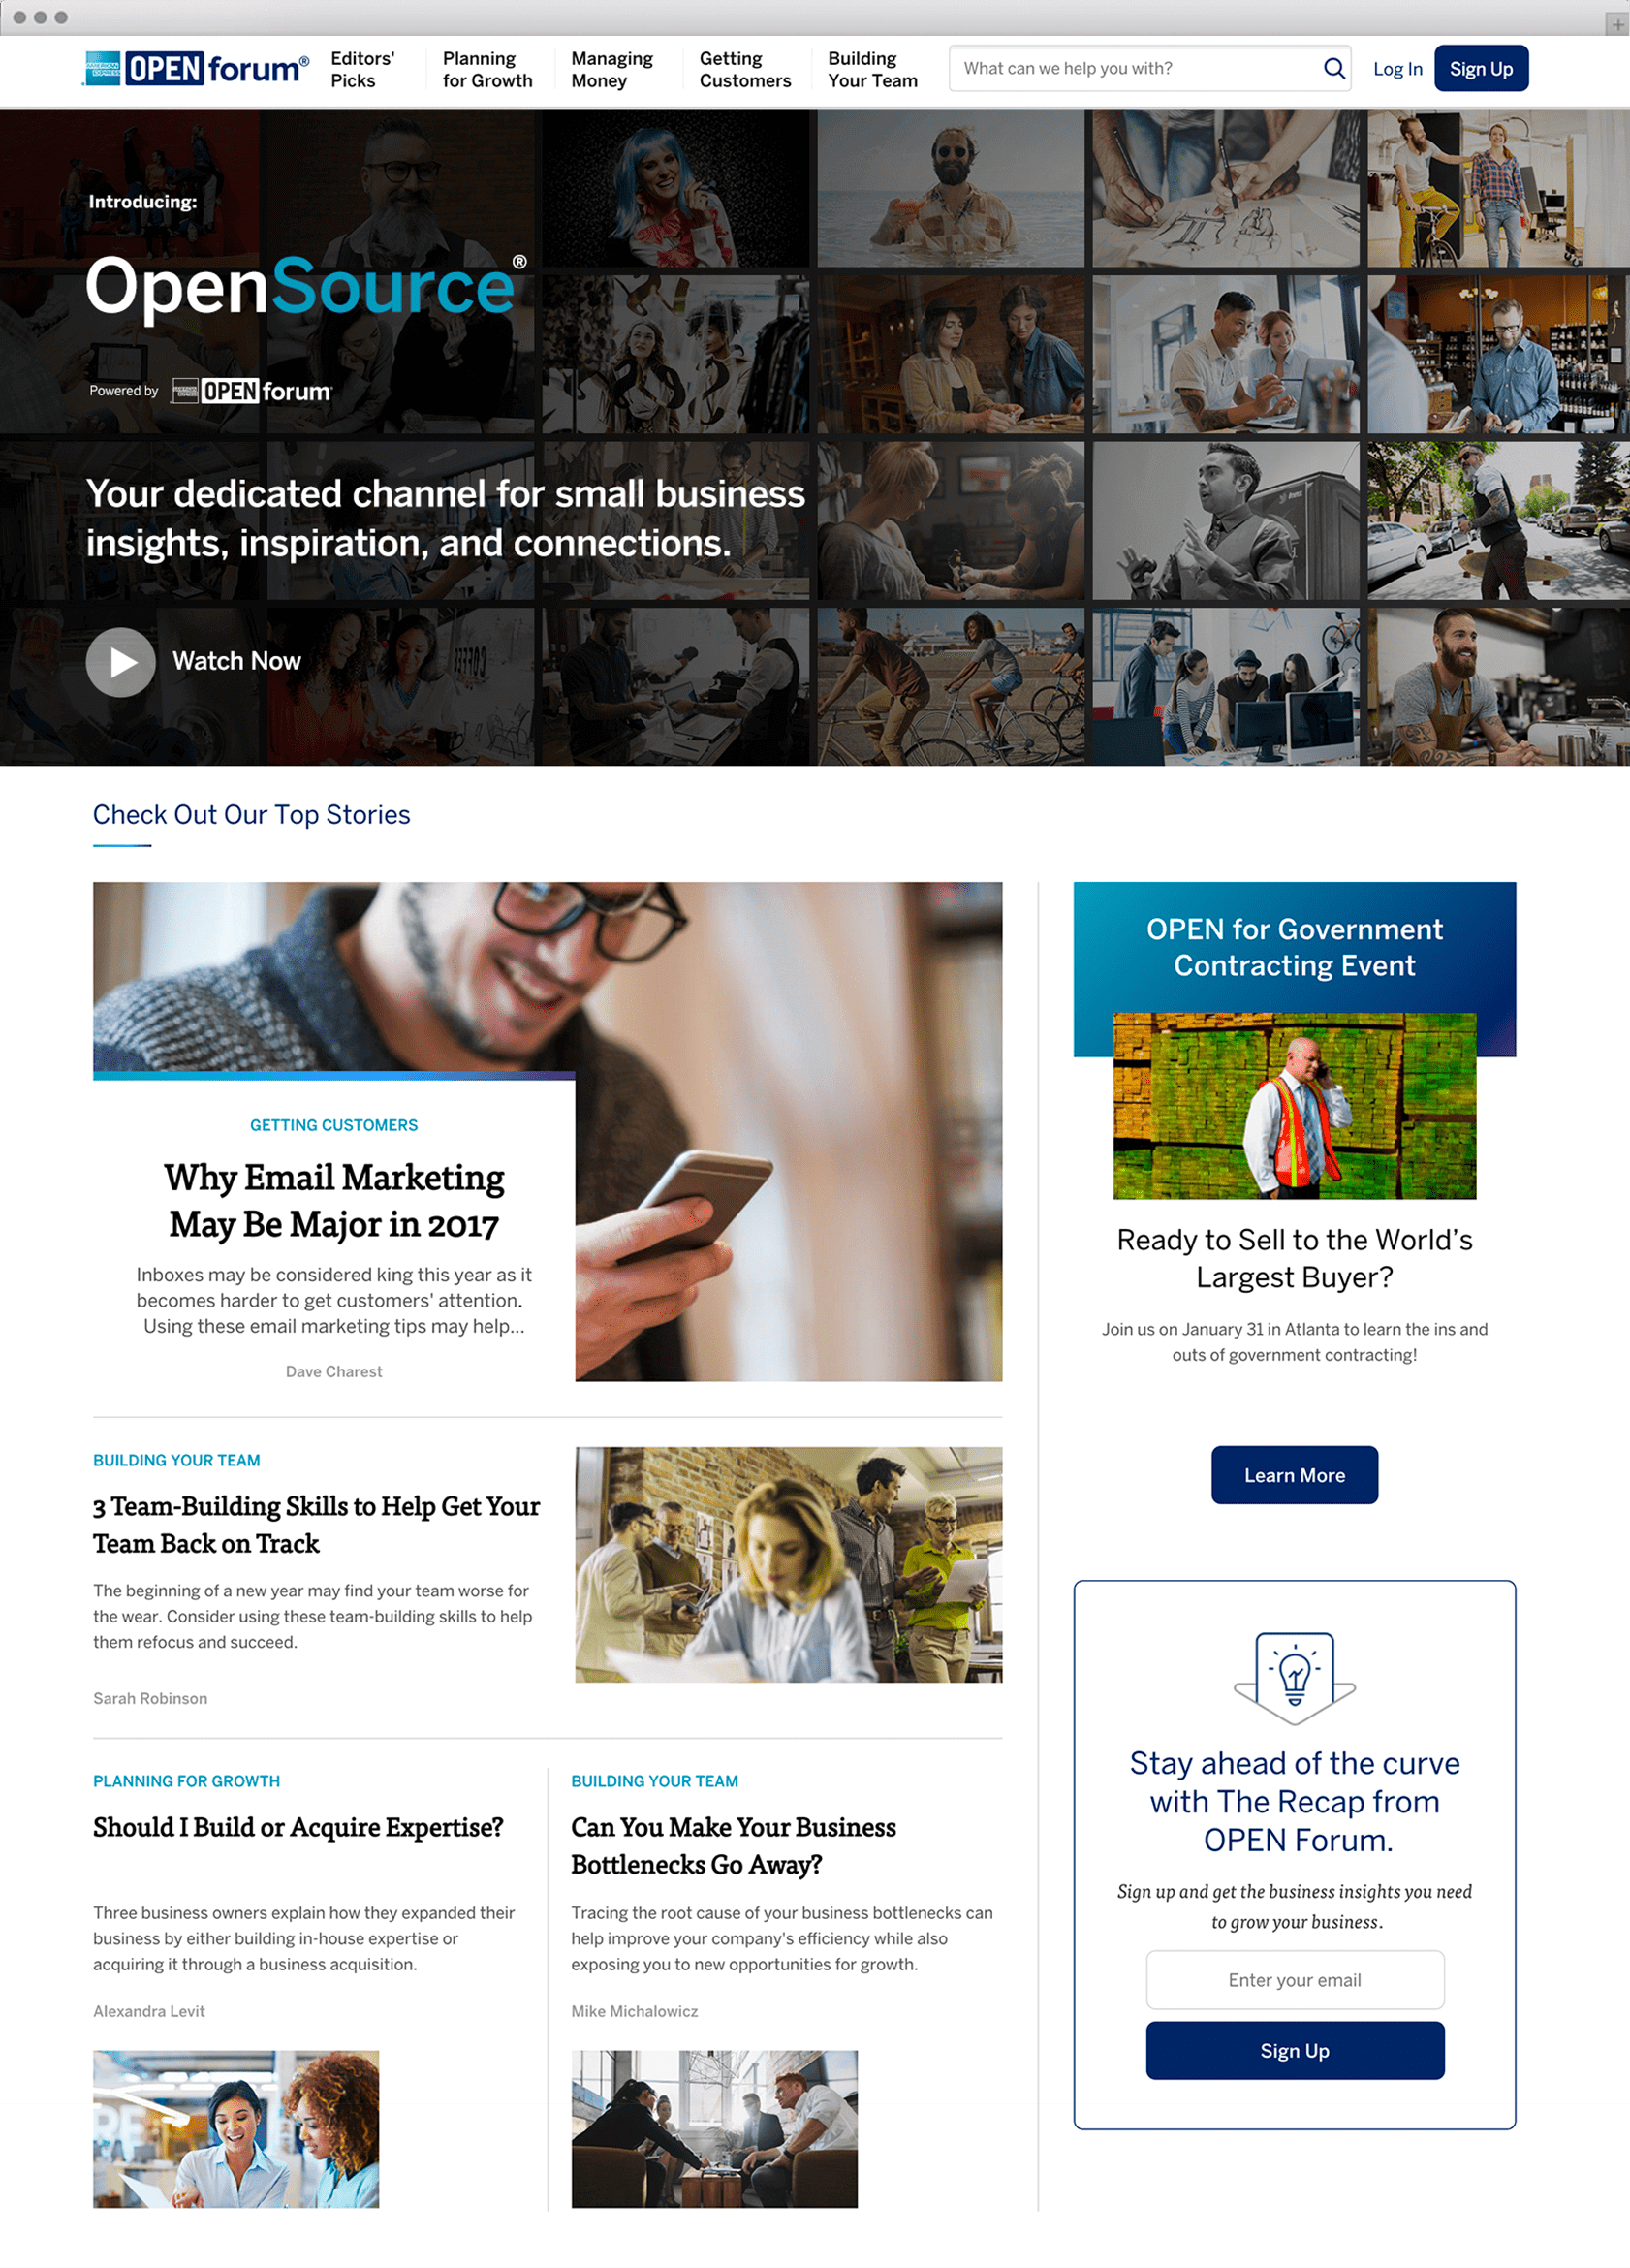 AMERICAN EXPRESS OPEN forum®
Editors'
Picks
Planning
for Growth
Managing
Money
Getting
Customers
Building
Your Team
What can we help you with?
Log In
Sign Up
Introducing:
OpenSource®
Powered by OPEN forum
Your dedicated channel for small business
insights, inspiration, and connections.
Watch Now
Check Out Our Top Stories
GETTING CUSTOMERS
Why Email Marketing
May Be Major in 2017
Inboxes may be considered king this year as it
becomes harder to get customers' attention.
Using these email marketing tips may help...
Dave Charest
BUILDING YOUR TEAM
3 Team-Building Skills to Help Get Your
Team Back on Track
The beginning of a new year may find your team worse for
the wear. Consider using these team-building skills to help
them refocus and succeed.
Sarah Robinson
PLANNING FOR GROWTH
Should I Build or Acquire Expertise?
Three business owners explain how they expanded their
business by either building in-house expertise or
acquiring it through a business acquisition.
Alexandra Levit
BUILDING YOUR TEAM
Can You Make Your Business
Bottlenecks Go Away?
Tracing the root cause of your business bottlenecks can
help improve your company's efficiency while also
exposing you to new opportunities for growth.
Mike Michalowicz
OPEN for Government
Contracting Event
Ready to Sell to the World’s
Largest Buyer?
Join us on January 31 in Atlanta to learn the ins and
outs of government contracting!
Learn More
Stay ahead of the curve
with The Recap from
OPEN Forum.
Sign up and get the business insights you need
to grow your business.
Enter your email
Sign Up